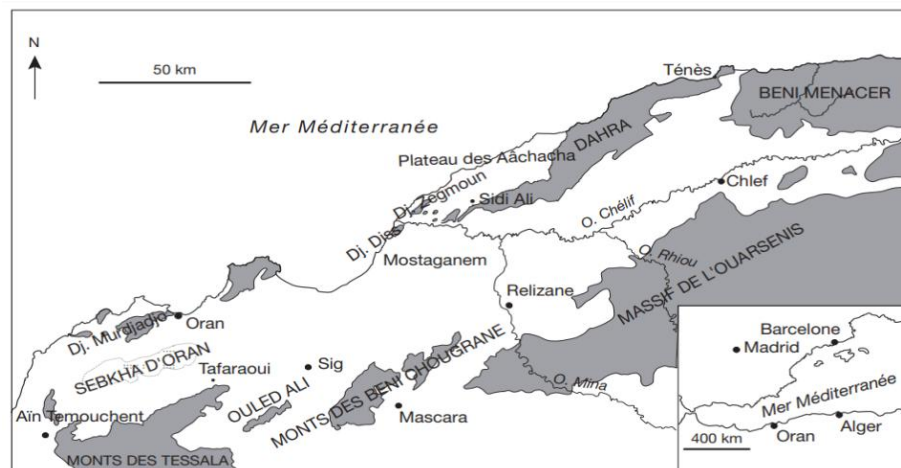 N
50 km
Mer Méditerranée
Ténès
BENI MENACER
DAHRA
Plateau des Aâchacha
Dj. Zegmoun
Sidi Ali
Chlef
O. Chélif
Dj. Diss
Mostaganem
O. Rhiou
MASSIF DE L'OUARSENIS
Relizane
Dj. Murdjadjo
Oran
SEBKHA D'ORAN
Tafaraoui
Sig
OULED ALI
MONTS DES BENI CHOUGRANE
Mascara
O. Mina
Aïn Temouchent
MONTS DES TESSALA
Barcelone
Madrid
Mer Méditerranée
400 km
Oran
Alger